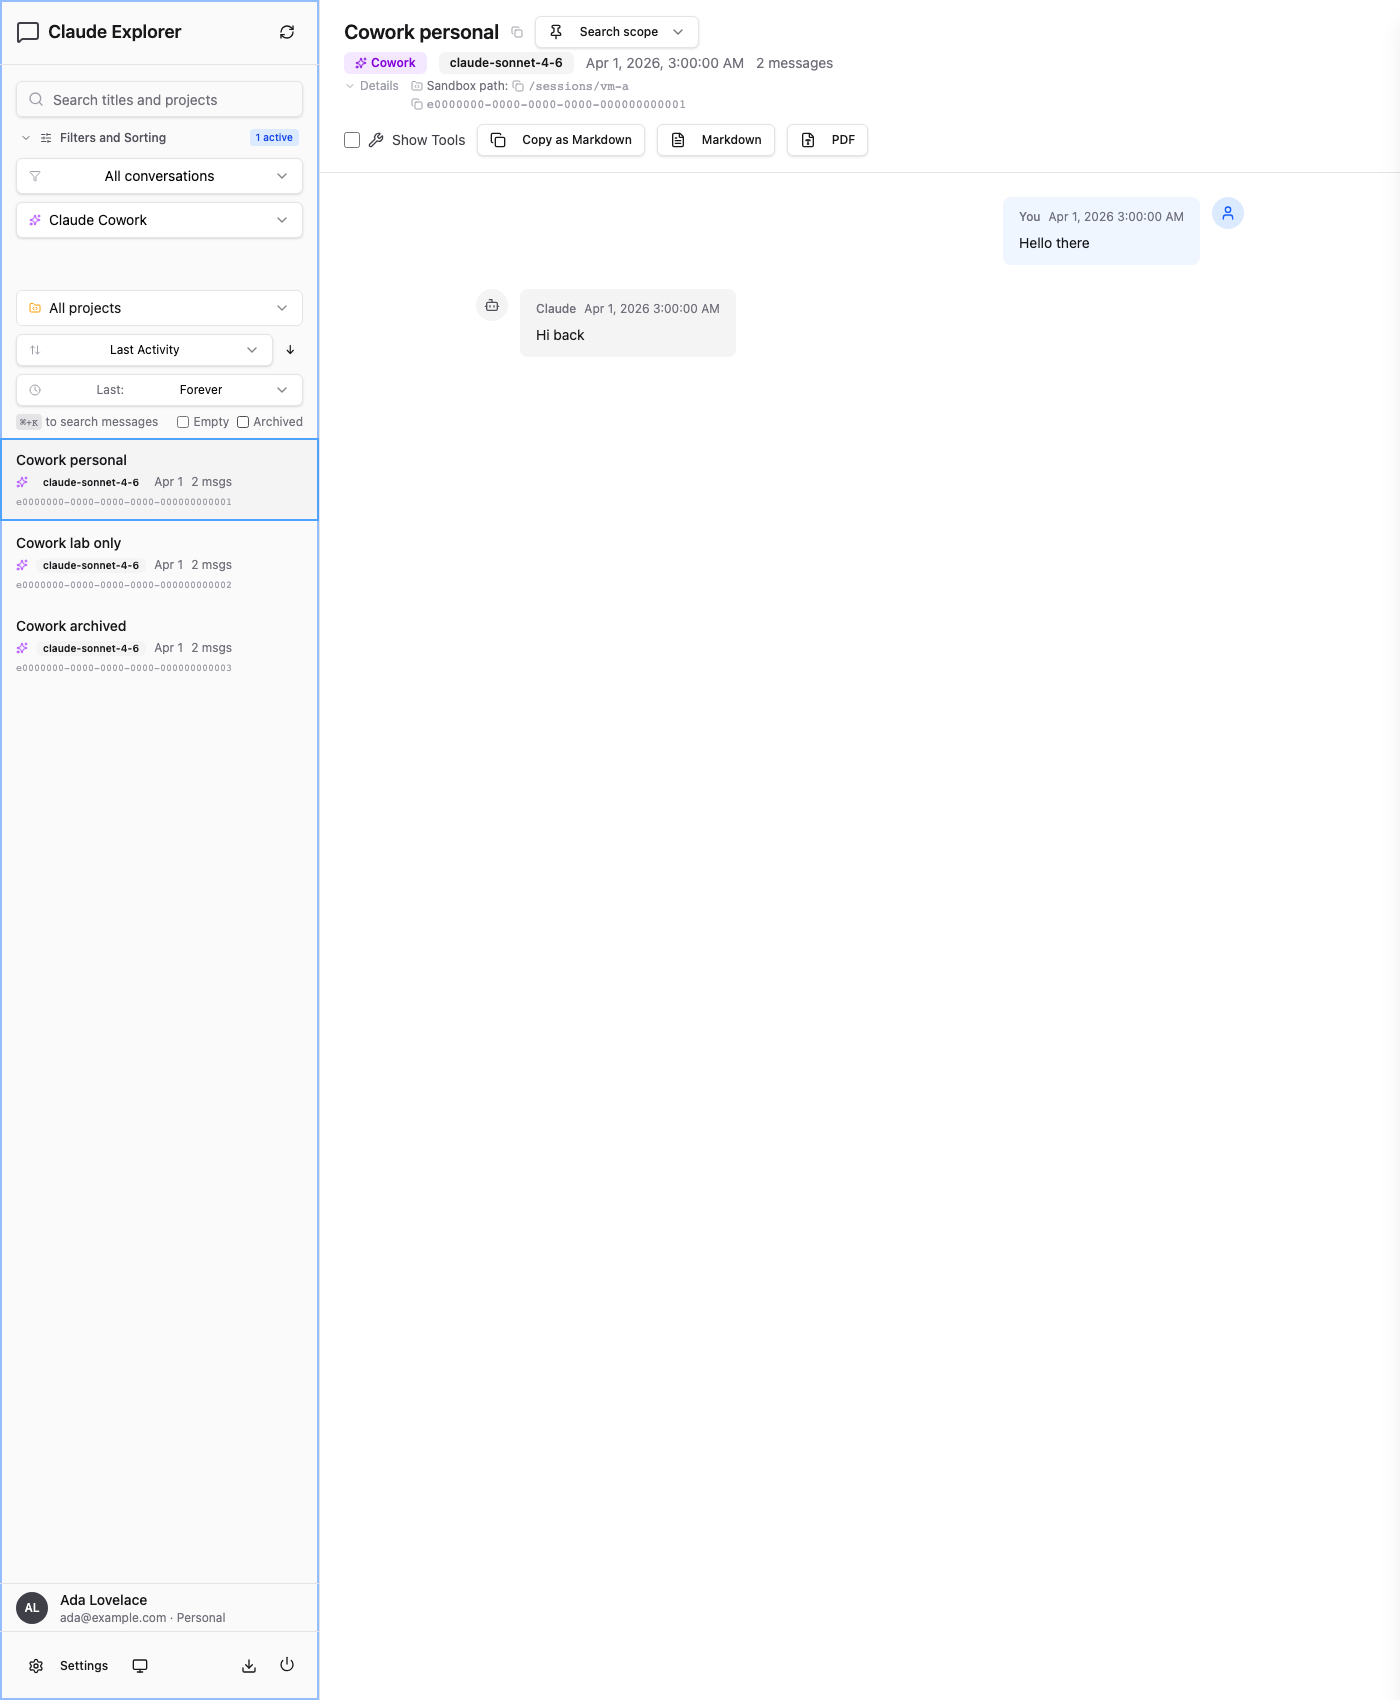 Claude Explorer
Search titles and projects
Filters and Sorting 1 active
All conversations
Claude Cowork
All projects
Last Activity
Last: Forever
⌘+K to search messages Empty Archived
Cowork personal
claude-sonnet-4-6 Apr 1 2 msgs
e0000000-0000-0000-0000-000000000001
Cowork lab only
claude-sonnet-4-6 Apr 1 2 msgs
e0000000-0000-0000-0000-000000000002
Cowork archived
claude-sonnet-4-6 Apr 1 2 msgs
e0000000-0000-0000-0000-000000000003
AL
Ada Lovelace
ada@example.com · Personal
Settings
Cowork personal Search scope
Cowork claude-sonnet-4-6 Apr 1, 2026, 3:00:00 AM 2 messages
Details Sandbox path: /sessions/vm-a
e0000000-0000-0000-0000-000000000001
Show Tools Copy as Markdown Markdown PDF
You Apr 1, 2026 3:00:00 AM
Hello there
Claude Apr 1, 2026 3:00:00 AM
Hi back